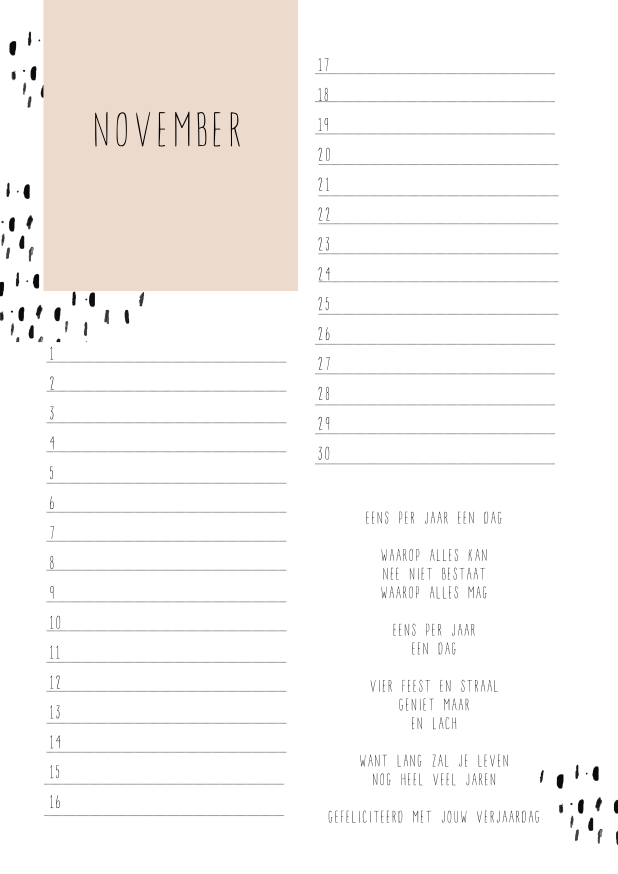 NOVEMBER
1
2
3
4
5
6
7
8
9
10
11
12
13
14
15
16
17
18
19
20
21
22
23
24
25
26
27
28
29
30
EENS PER JAAR EEN DAG
WAAROP ALLES KAN
NEE NIET BESTAAT
WAAROP ALLES MAG
EENS PER JAAR
EEN DAG
VIER FEEST EN STRAAL
GENIET MAAR
EN LACH
WANT LANG ZAL JE LEVEN
NOG HEEL VEEL JAREN
GEFELICITEERD MET JOUW VERJAARDAG